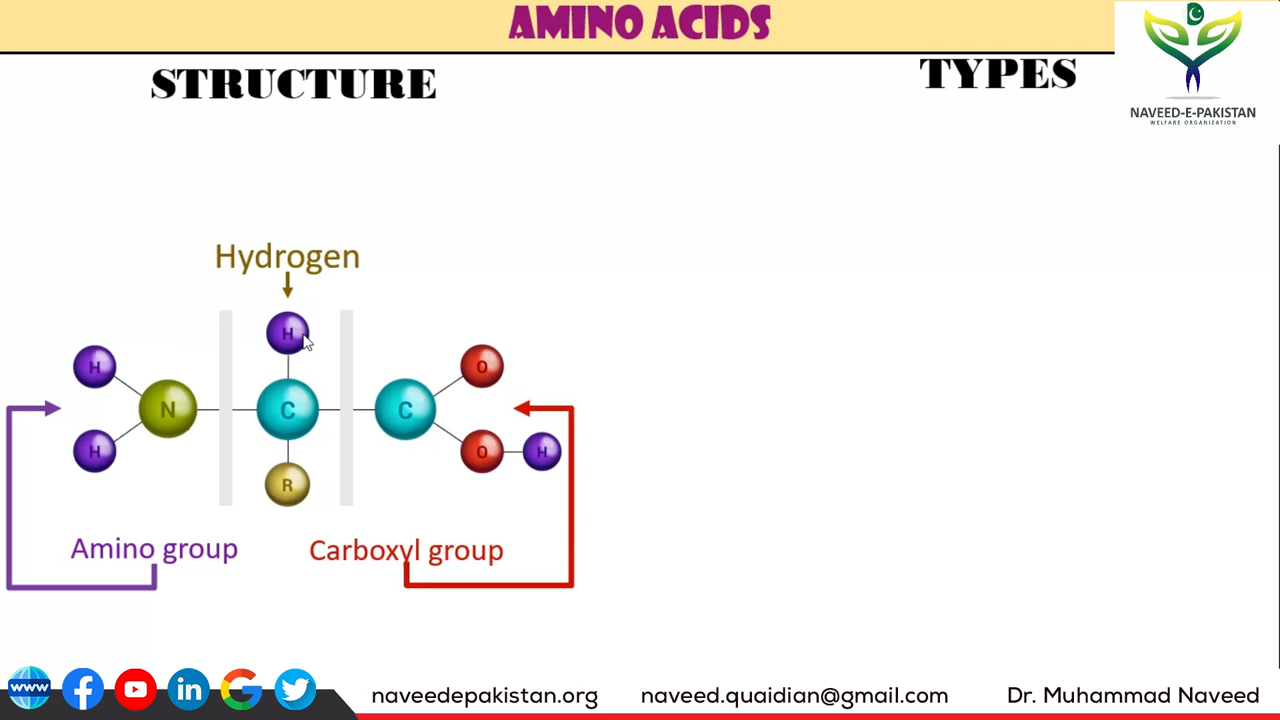 AMINO ACIDS
STRUCTURE
TYPES
NAVEED-E-PAKISTAN
WELFARE ORGANIZATION
Hydrogen
H
H
O
N
C
C
H
O
H
R
Amino group
Carboxyl group
www
naveedepakistan.org
naveed.quaidian@gmail.com
Dr. Muhammad Naveed